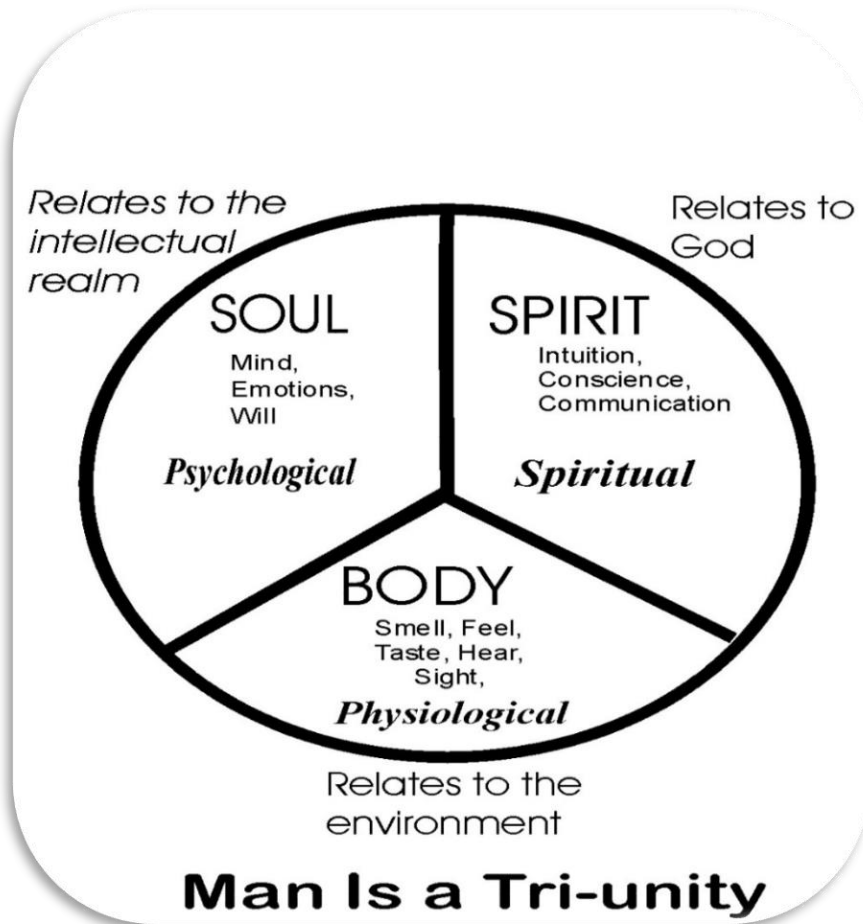 Relates to the
intellectual
realm
SOUL
Mind,
Emotions,
Will
Psychological
Relates to
God
SPIRIT
Intuition,
Conscience,
Communication
Spiritual
BODY
Smell, Feel,
Taste, Hear,
Sight,
Physiological
Relates to the
environment
Man Is a Tri-unity